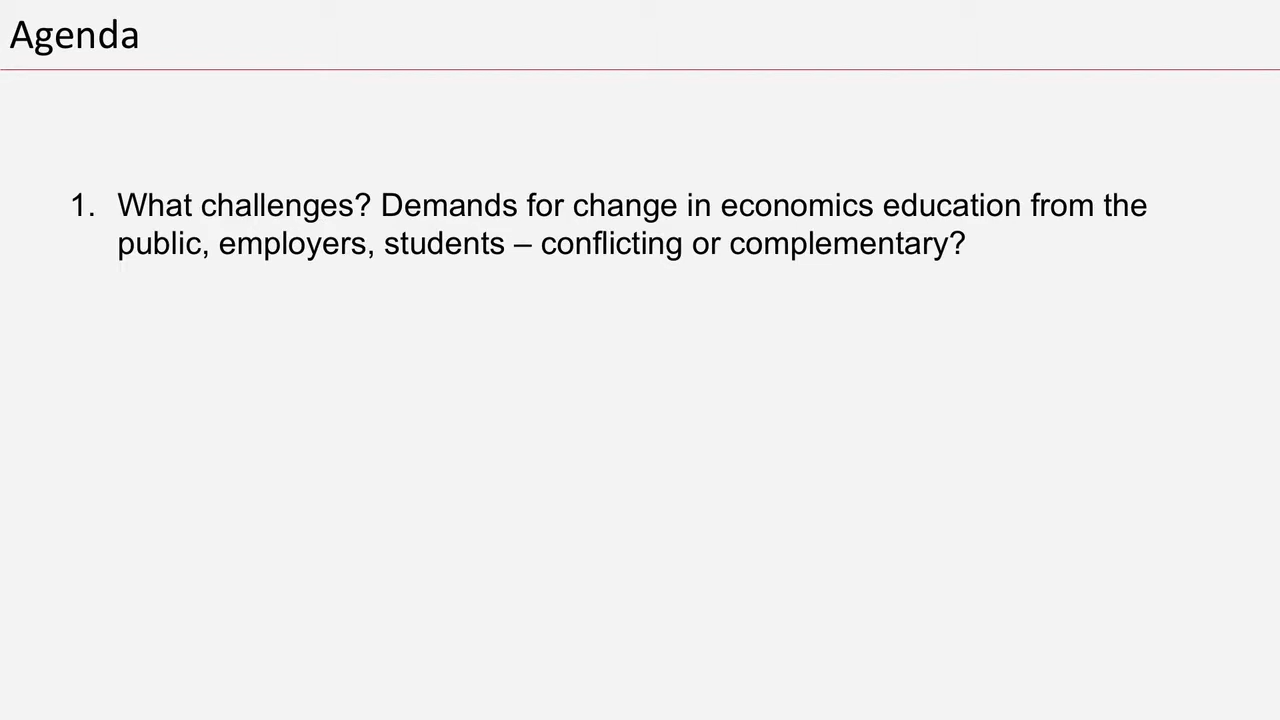 Agenda
1. What challenges? Demands for change in economics education from the
public, employers, students – conflicting or complementary?